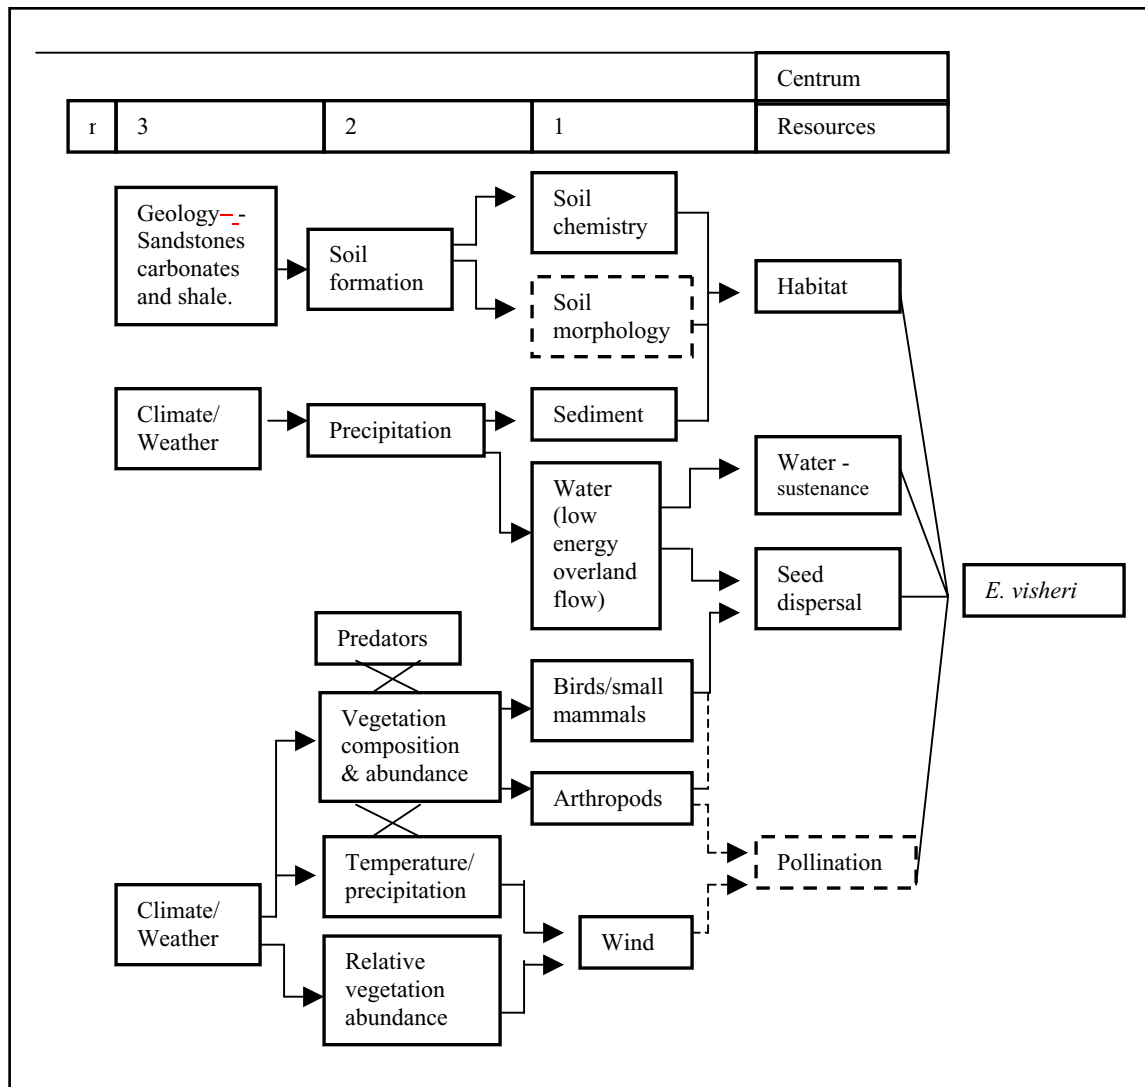 Centrum
r 3 2 1 Resources
Geology– -
Sandstones
carbonates
and shale.
Soil
formation
Soil
chemistry
Soil
morphology
Habitat
Climate/
Weather
Precipitation
Sediment
Water
(low
energy
overland
flow)
Water -
sustenance
Seed
dispersal
E. visheri
Predators
Vegetation
composition
& abundance
Birds/small
mammals
Arthropods
Temperature/
precipitation
Pollination
Climate/
Weather
Wind
Relative
vegetation
abundance